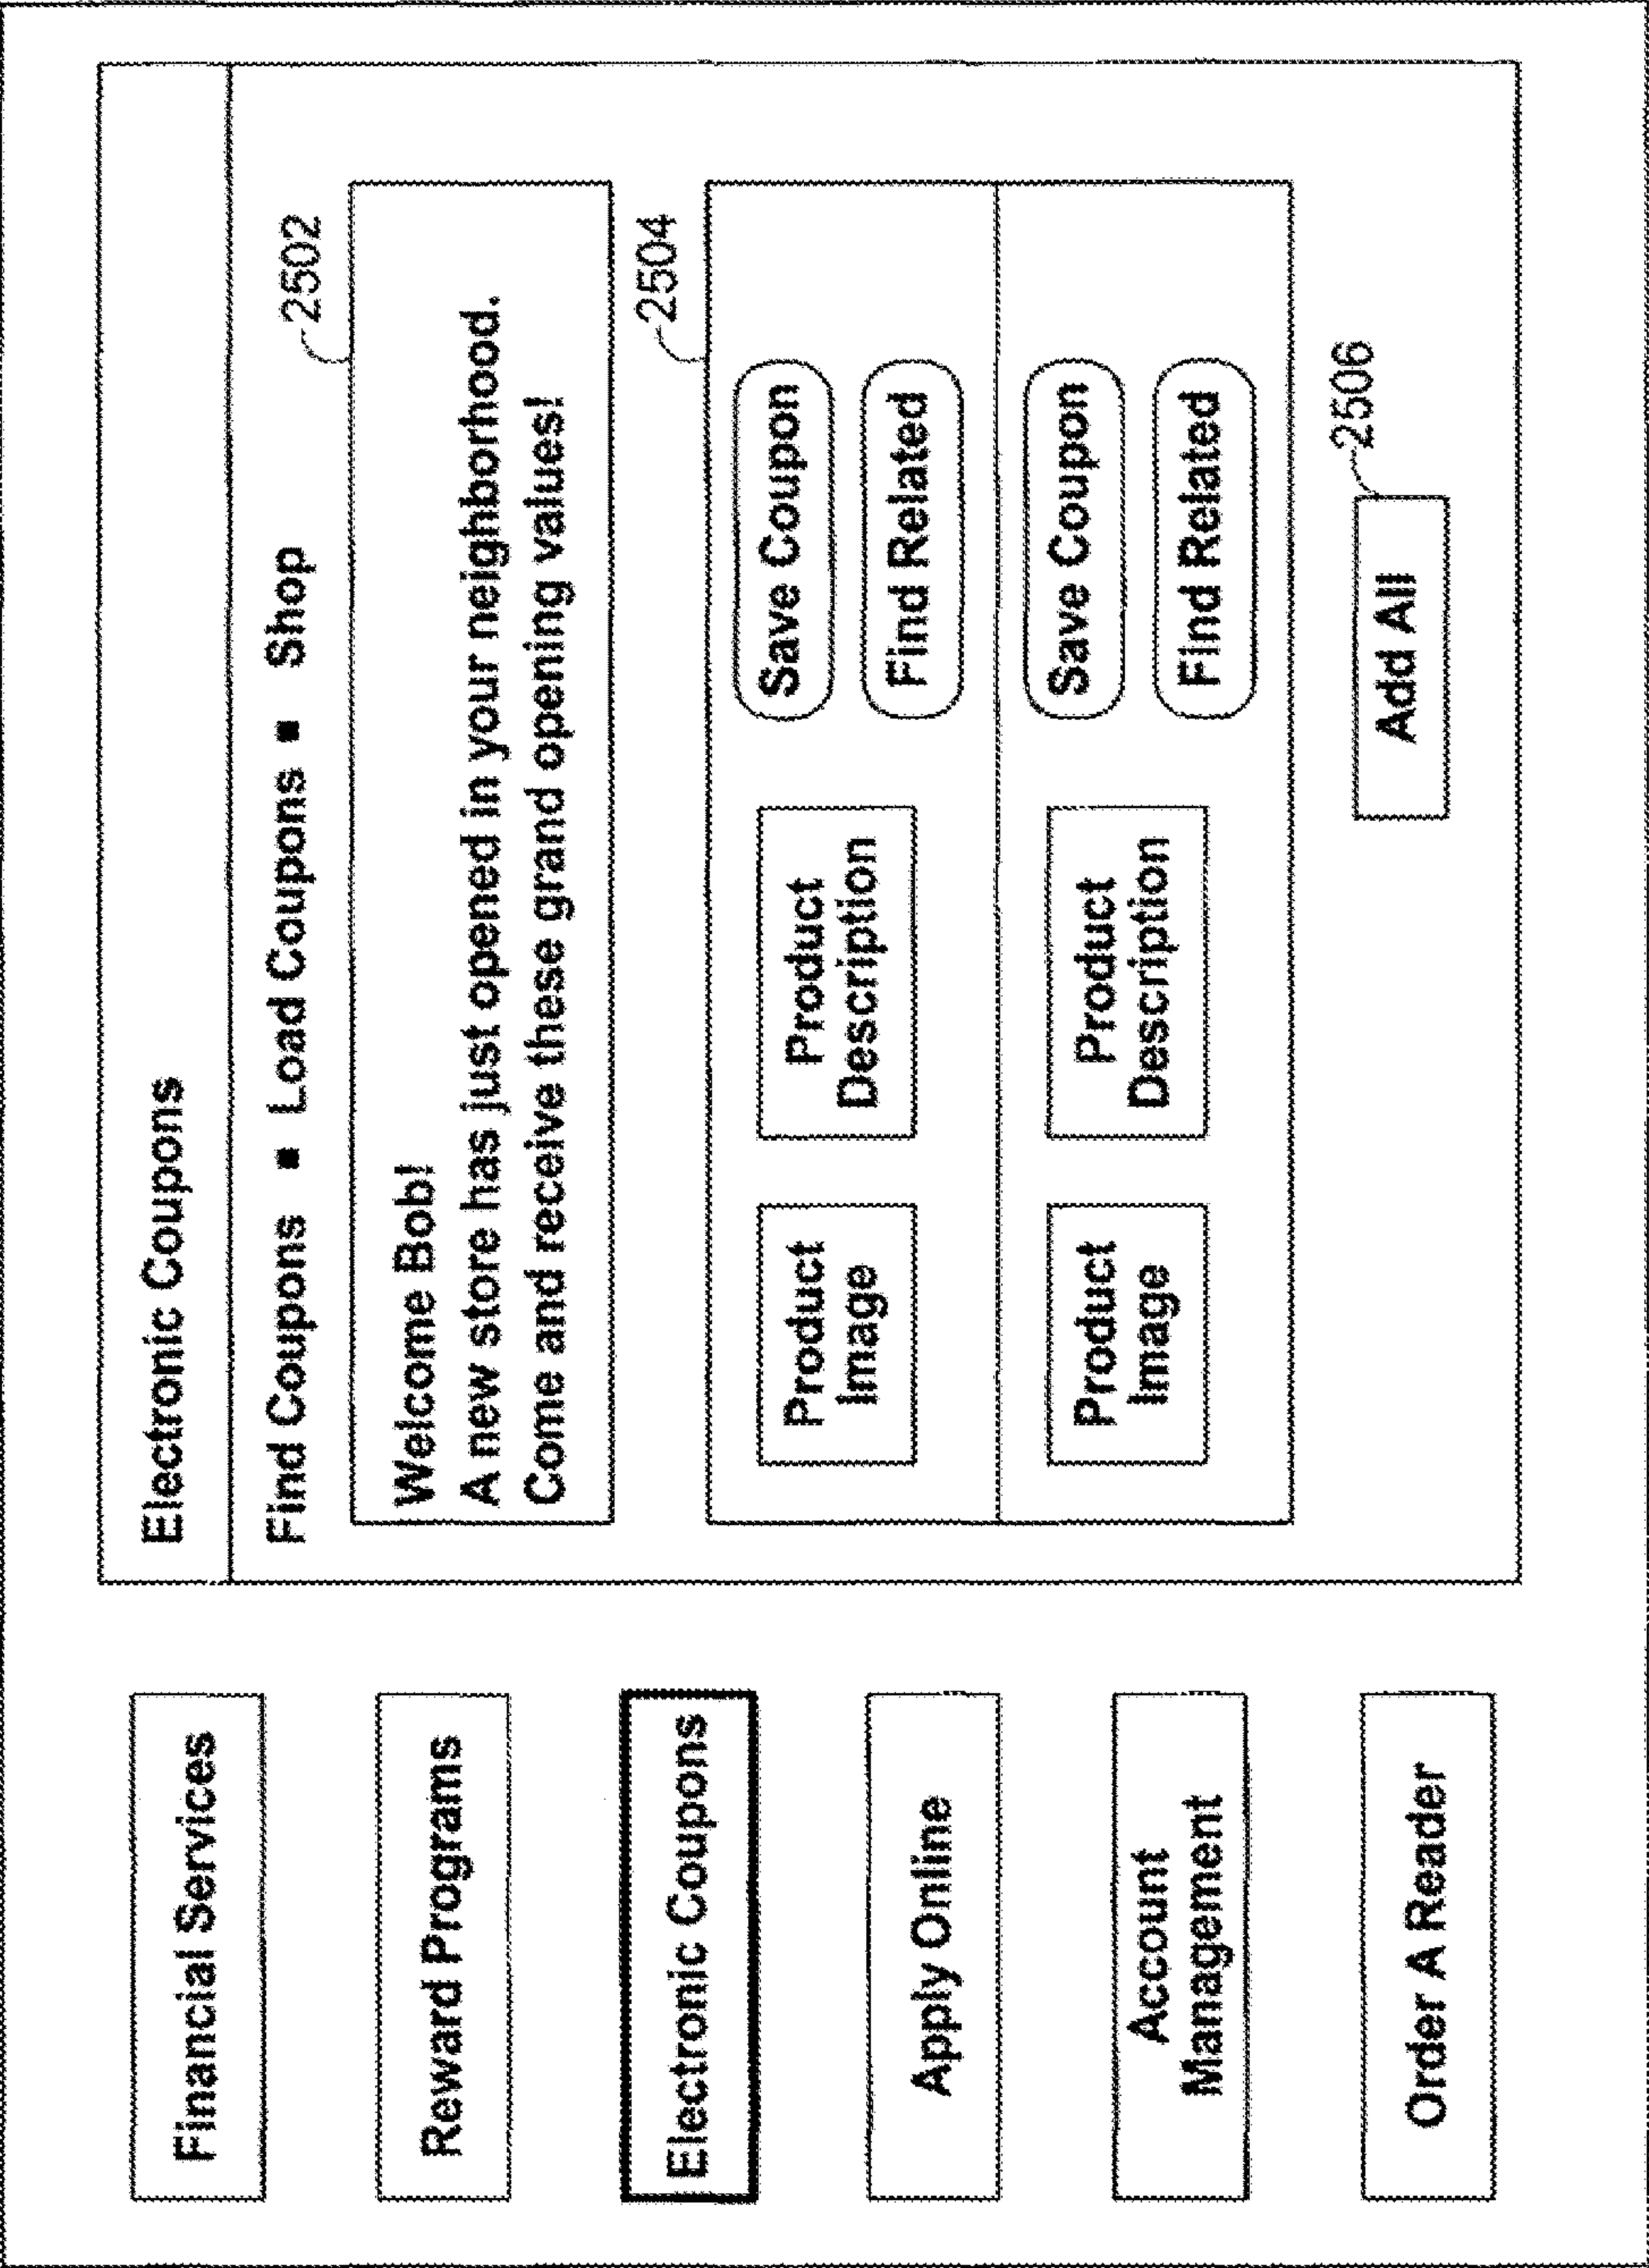 Financial Services
Reward Programs
Electronic Coupons
Apply Online
Account
Management
Order A Reader
Electronic Coupons
Find Coupons ■ Load Coupons ■ Shop
2502
Welcome Bob!
A new store has just opened in your neighborhood.
Come and receive these grand opening values!
2504
Product
Image
Product
Description
Save Coupon
Find Related
Product
Image
Product
Description
Save Coupon
Find Related
2506
Add All